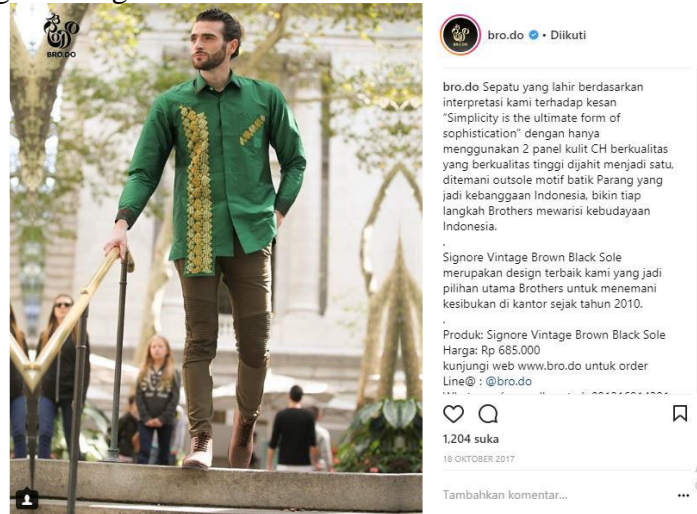 BRO.DO
bro.do • Diikuti
bro.do Sepatu yang lahir berdasarkan
interpretasi kami terhadap kesan
"Simplicity is the ultimate form of
sophistication" dengan hanya
menggunakan 2 panel kulit CH berkualitas
yang berkualitas tinggi dijahit menjadi satu,
ditemani outsole motif batik Parang yang
jadi kebanggaan Indonesia, bikin tiap
langkah Brothers mewarisi kebudayaan
Indonesia.
.
Signore Vintage Brown Black Sole
merupakan design terbaik kami yang jadi
pilihan utama Brothers untuk menemani
kesibukan di kantor sejak tahun 2010.
.
Produk: Signore Vintage Brown Black Sole
Harga: Rp 685.000
kunjungi web www.bro.do untuk order
Line@ : @bro.do
1,204 suka
18 OKTOBER 2017
Tambahkan komentar...